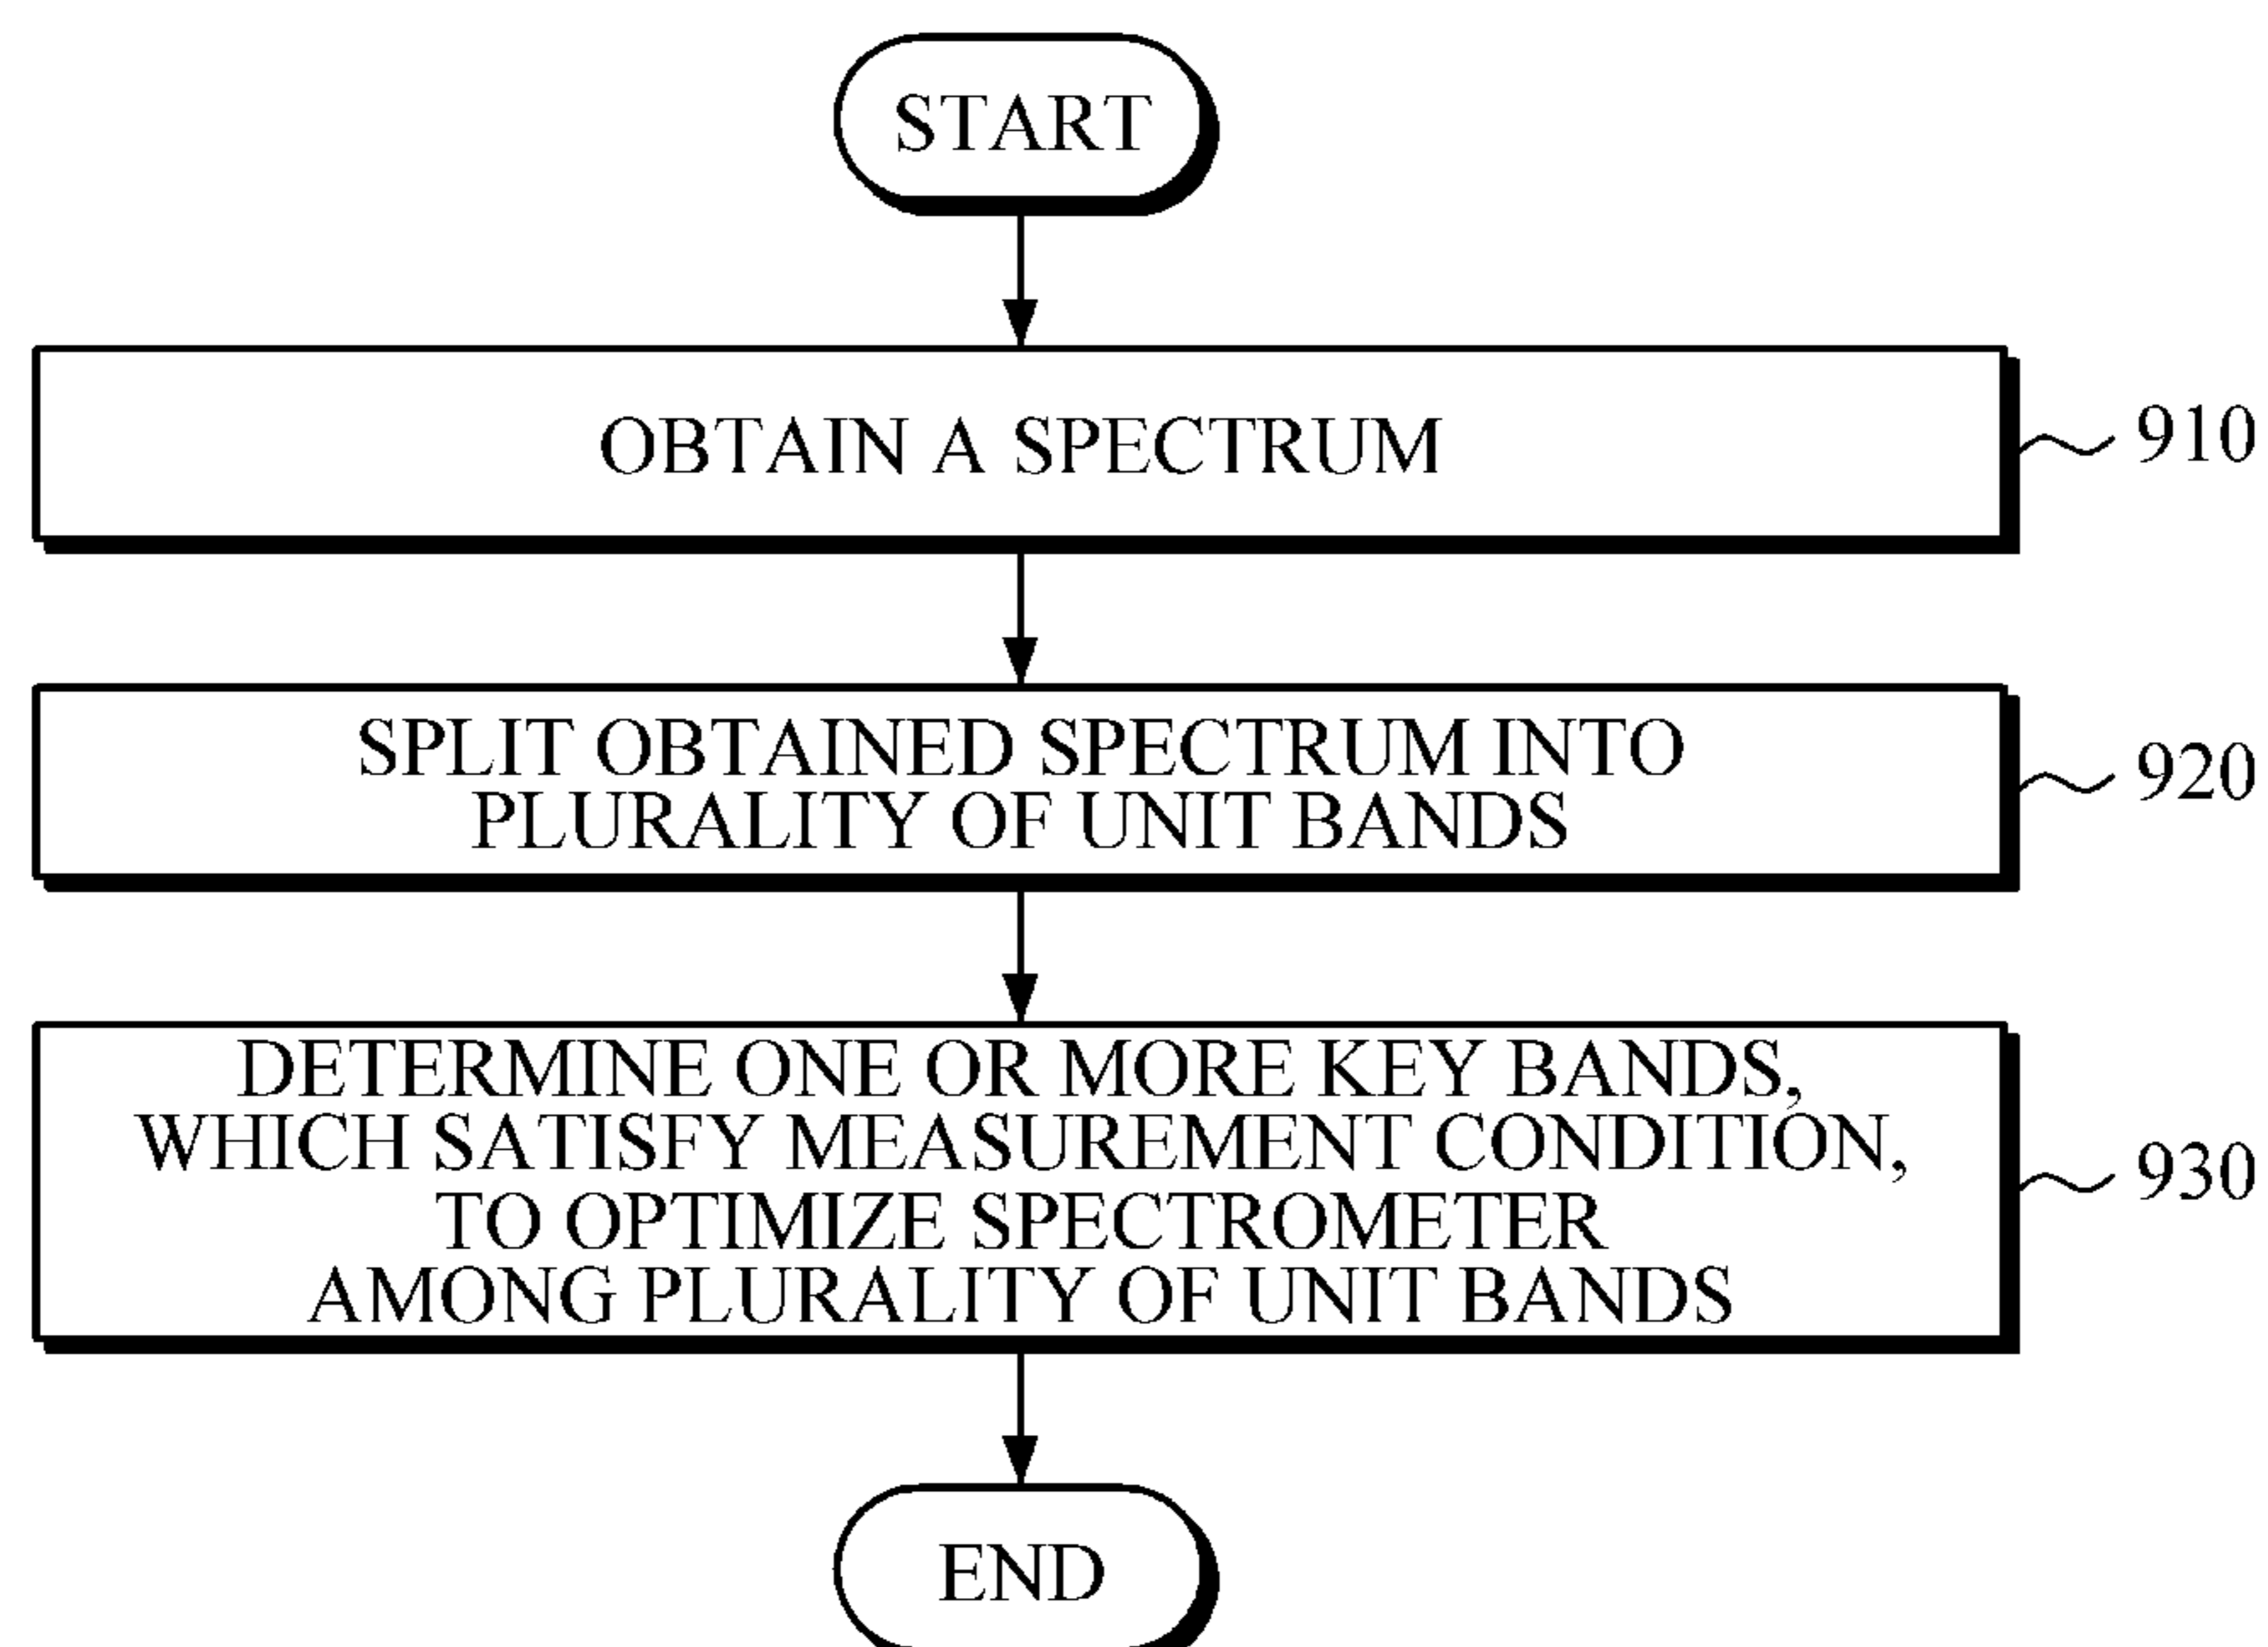 START
OBTAIN A SPECTRUM
910
SPLIT OBTAINED SPECTRUM INTO
PLURALITY OF UNIT BANDS
920
DETERMINE ONE OR MORE KEY BANDS,
WHICH SATISFY MEASUREMENT CONDITION,
TO OPTIMIZE SPECTROMETER
AMONG PLURALITY OF UNIT BANDS
930
END